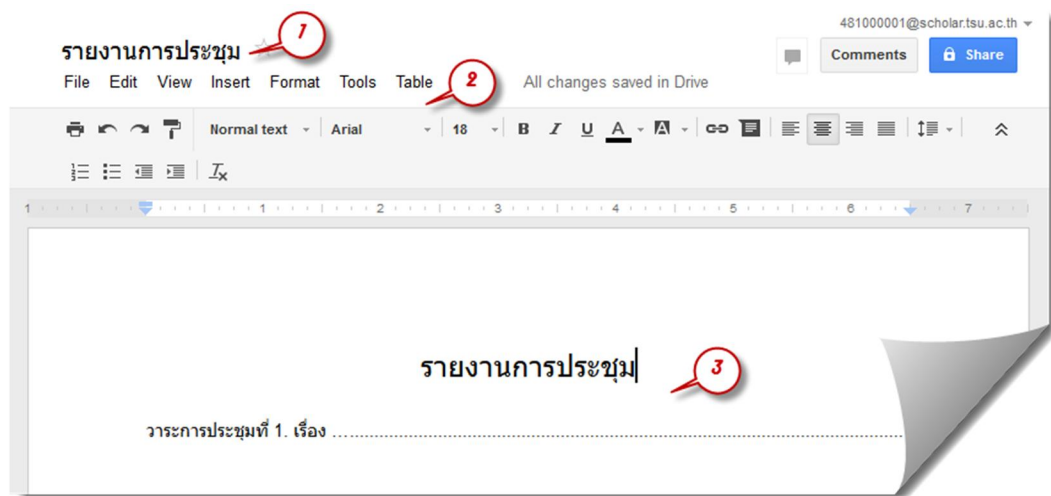 481000001@scholar.tsu.ac.th
รายงานการประชุม 1
Comments Share
File Edit View Insert Format Tools Table 2 All changes saved in Drive
Normal text Arial 18 B I U A A
1 1 2 3 4 5 6 7
รายงานการประชุม 3
วาระการประชุมที่ 1. เรื่อง ................................................................................